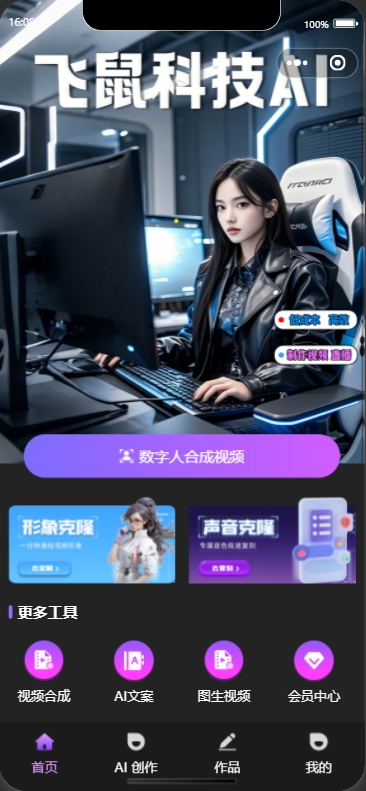 100%
飞鼠科技AI
低成本 高效
制作视频 直播
数字人合成视频
形象克隆
一分钟速给视频形象
去定制 >
声音克隆
专属音色极速复刻
去复制 >
更多工具
视频合成
AI文案
图生视频
会员中心
首页
AI 创作
作品
我的